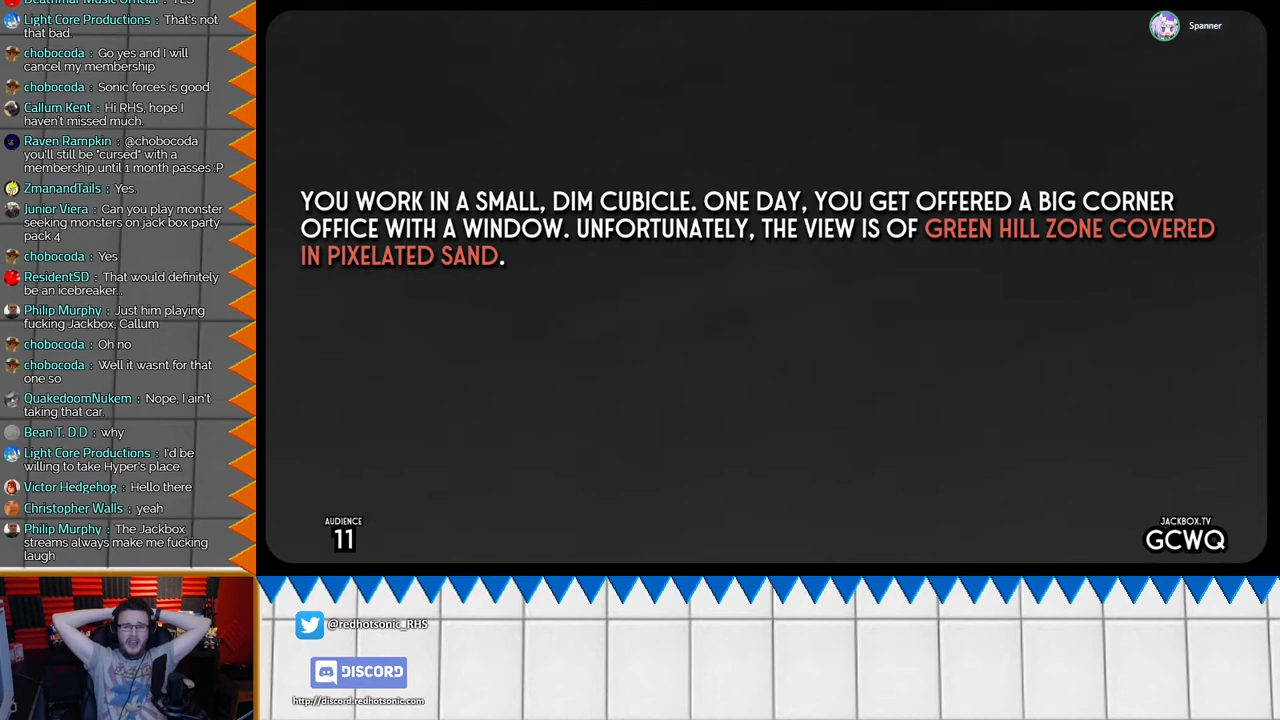 Light Core Productions : That's not
that bad.
chobocoda : Go yes and I will
cancel my membership
chobocoda : Sonic forces is good
Callum Kent : Hi RHS, hope I
haven't missed much.
Raven Rampkin : @chobocoda
you'll still be "cursed" with a
membership until 1 month passes :P
ZmanandTails : Yes.
Junior Viera : Can you play monster
seeking monsters on jack box party
pack 4
chobocoda : Yes
ResidentSD : That would definitely
be an icebreaker...
Philip Murphy : Just him playing
fucking Jackbox, Callum
chobocoda : Oh no
chobocoda : Well it wasnt for that
one so
QuakedoomNukem : Nope, I ain't
taking that car.
Bean T. D.D : why
Light Core Productions : I'd be
willing to take Hyper's place.
Victor Hedgehog : Hello there
Christopher Walls : yeah
Philip Murphy : The Jackbox
streams always make me fucking
laugh
Spanner
YOU WORK IN A SMALL, DIM CUBICLE. ONE DAY, YOU GET OFFERED A BIG CORNER
OFFICE WITH A WINDOW. UNFORTUNATELY, THE VIEW IS OF GREEN HILL ZONE COVERED
IN PIXELATED SAND.
AUDIENCE
11
JACKBOX.TV
GCWQ
@redhotsonic_RHS
DISCORD
http://discord.redhotsonic.com